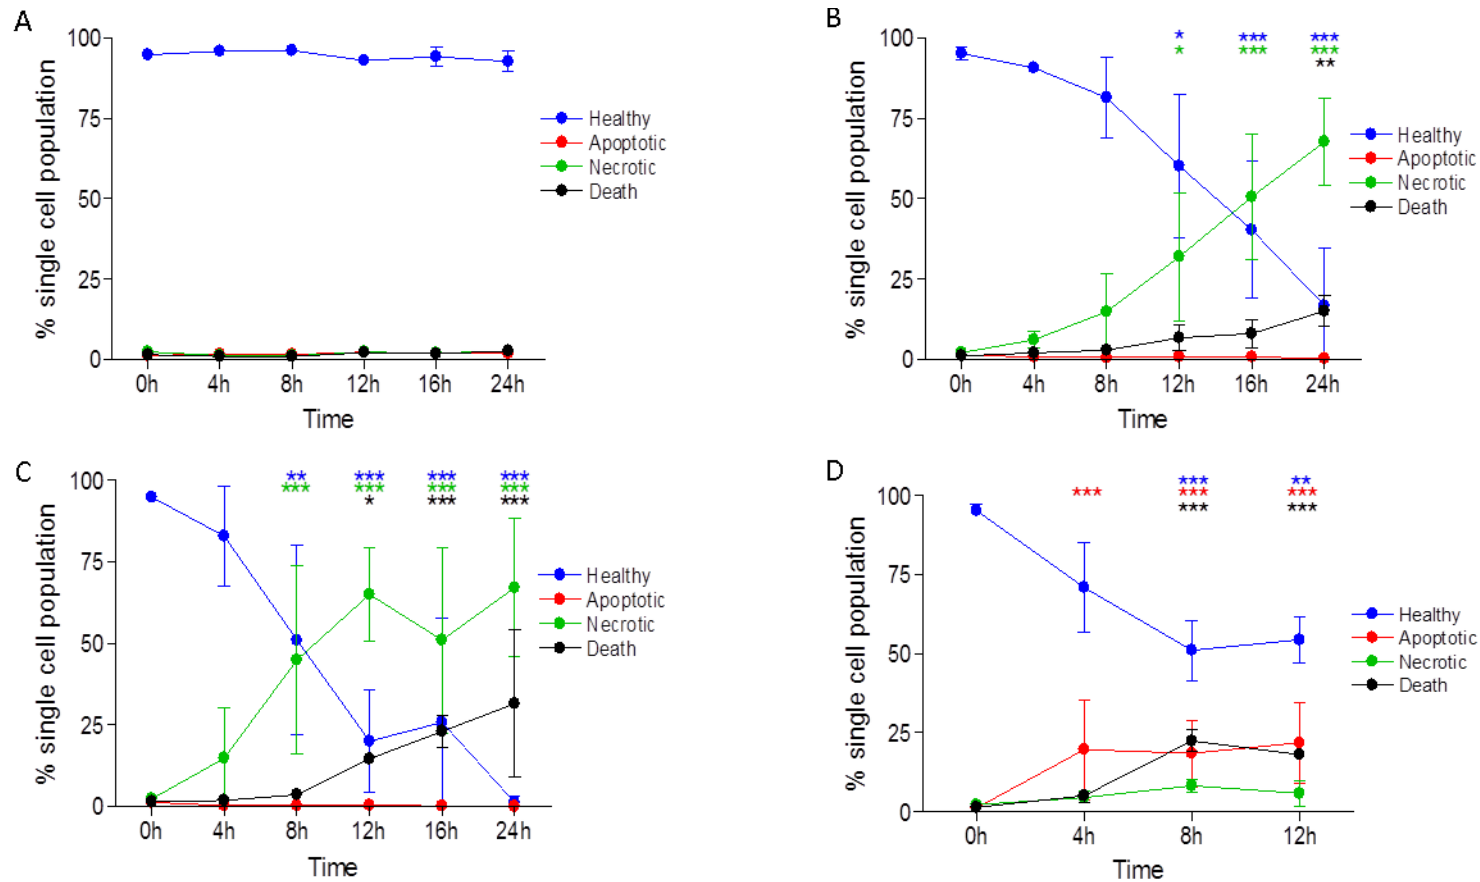 A
% single cell population
100
75
50
25
0
0h 4h 8h 12h 16h 24h
Time
Healthy
Apoptotic
Necrotic
Death
B
% single cell population
100
75
50
25
0
* *** ***
* *** ***
**
0h 4h 8h 12h 16h 24h
Time
Healthy
Apoptotic
Necrotic
Death
C
% single cell population
100
75
50
25
0
** *** *** ***
*** *** *** ***
* *** ***
0h 4h 8h 12h 16h 24h
Time
Healthy
Apoptotic
Necrotic
Death
D
% single cell population
100
75
50
25
0
*** **
*** *** ***
*** ***
0h 4h 8h 12h
Time
Healthy
Apoptotic
Necrotic
Death